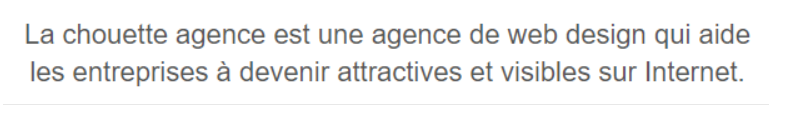 La chouette agence est une agence de web design qui aide
les entreprises à devenir attractives et visibles sur Internet.